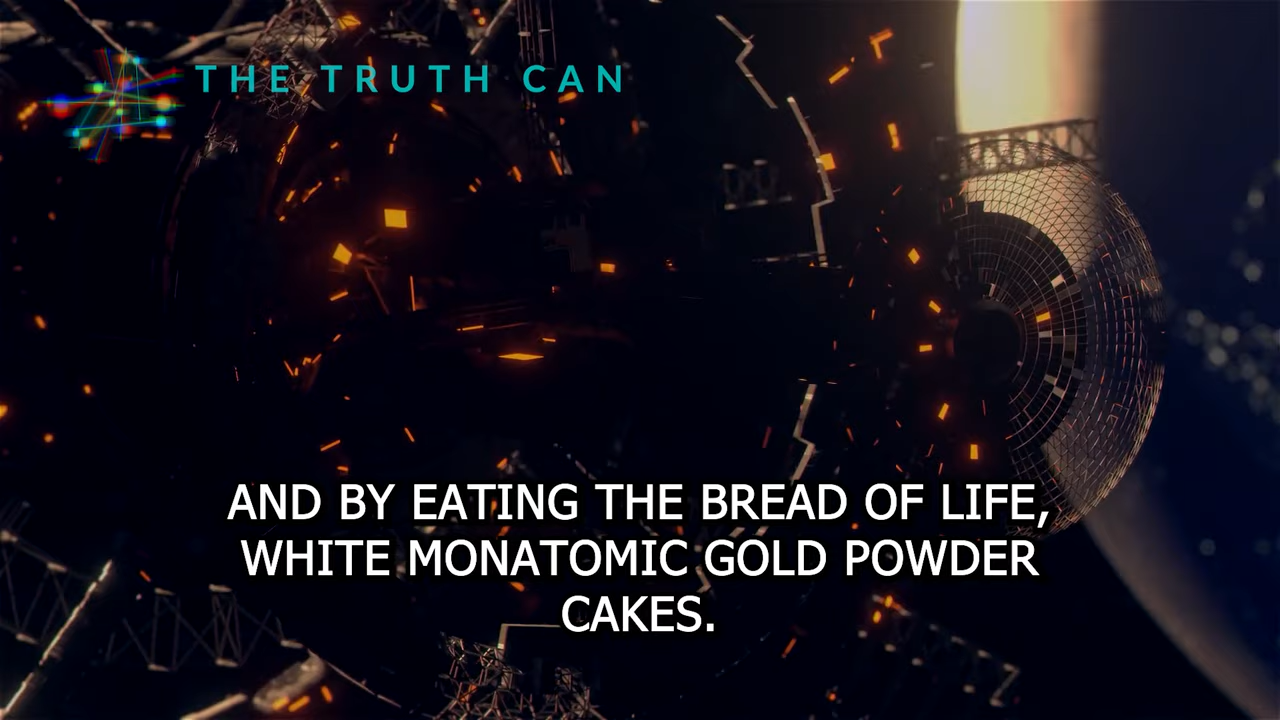 THE TRUTH CAN
AND BY EATING THE BREAD OF LIFE,
WHITE MONATOMIC GOLD POWDER
CAKES.